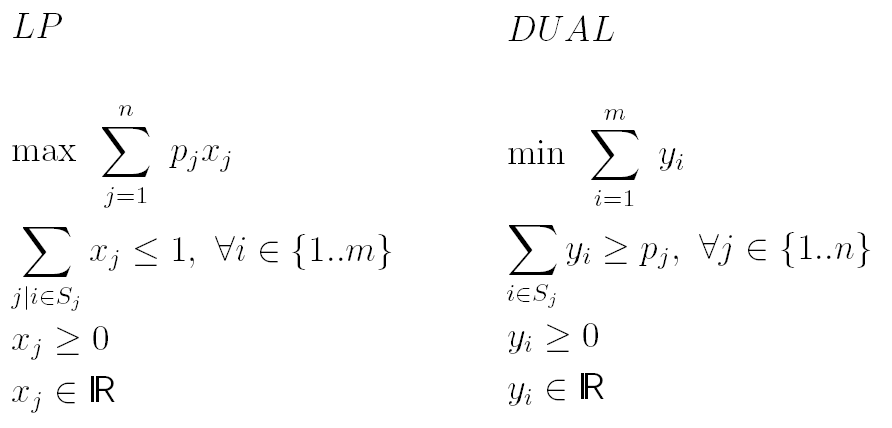 LP
max ∑_{j=1}^{n} p_j x_j
∑_{j|i∈S_j} x_j ≤ 1, ∀i ∈ {1..m}
x_j ≥ 0
x_j ∈ ℝ
DUAL
min ∑_{i=1}^{m} y_i
∑_{i∈S_j} y_i ≥ p_j, ∀j ∈ {1..n}
y_i ≥ 0
y_i ∈ ℝ